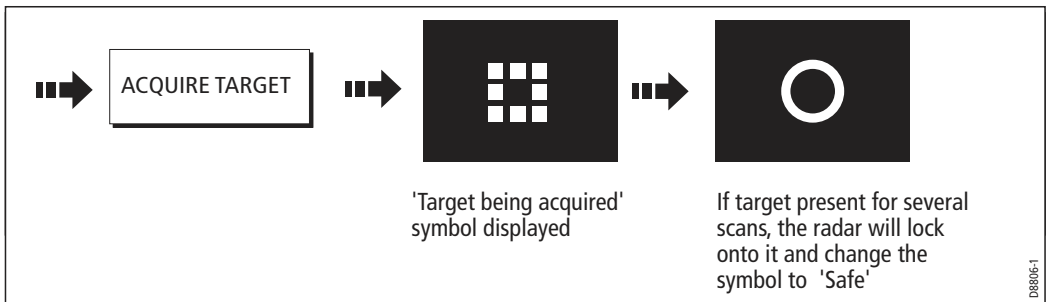 ACQUIRE TARGET
'Target being acquired'
symbol displayed
If target present for several
scans, the radar will lock
onto it and change the
symbol to 'Safe'
D8806-1